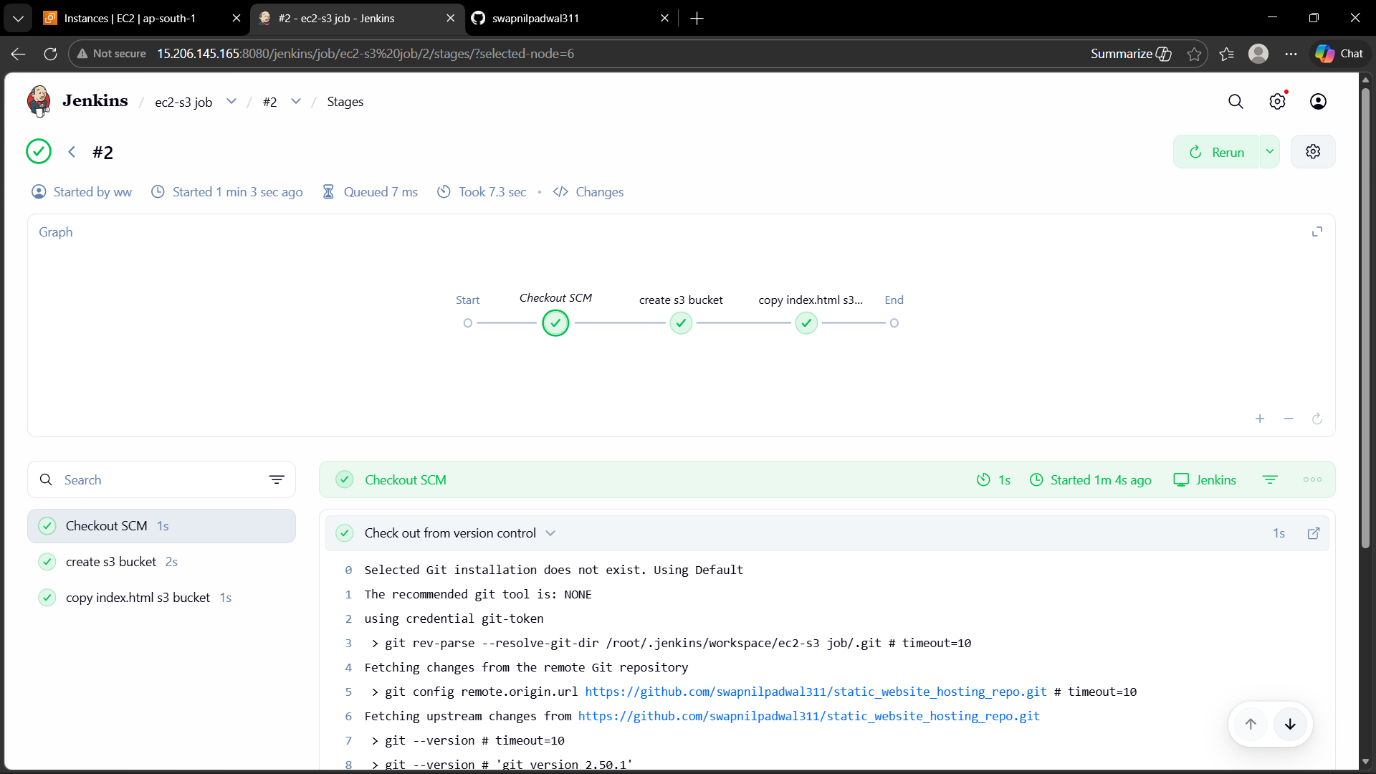 Instances | EC2 | ap-south-1
#2 - ec2-s3 job - Jenkins
swapnilpadwal311
Not secure
15.206.145.165:8080/jenkins/job/ec2-s3%20job/2/stages/?selected-node=6
Summarize
Chat
Jenkins / ec2-s3 job / #2 / Stages
#2
Rerun
Started by ww
Started 1 min 3 sec ago
Queued 7 ms
Took 7.3 sec
Changes
Graph
Start
Checkout SCM
create s3 bucket
copy index.html s3...
End
Search
Checkout SCM 1s
create s3 bucket 2s
copy index.html s3 bucket 1s
Checkout SCM
1s
Started 1m 4s ago
Jenkins
Check out from version control
1s
0 Selected Git installation does not exist. Using Default
1 The recommended git tool is: NONE
2 using credential git-token
3 > git rev-parse --resolve-git-dir /root/.jenkins/workspace/ec2-s3 job/.git # timeout=10
4 Fetching changes from the remote Git repository
5 > git config remote.origin.url https://github.com/swapnilpadwal311/static_website_hosting_repo.git # timeout=10
6 Fetching upstream changes from https://github.com/swapnilpadwal311/static_website_hosting_repo.git
7 > git --version # timeout=10
8 > git --version # 'git version 2.50.1'